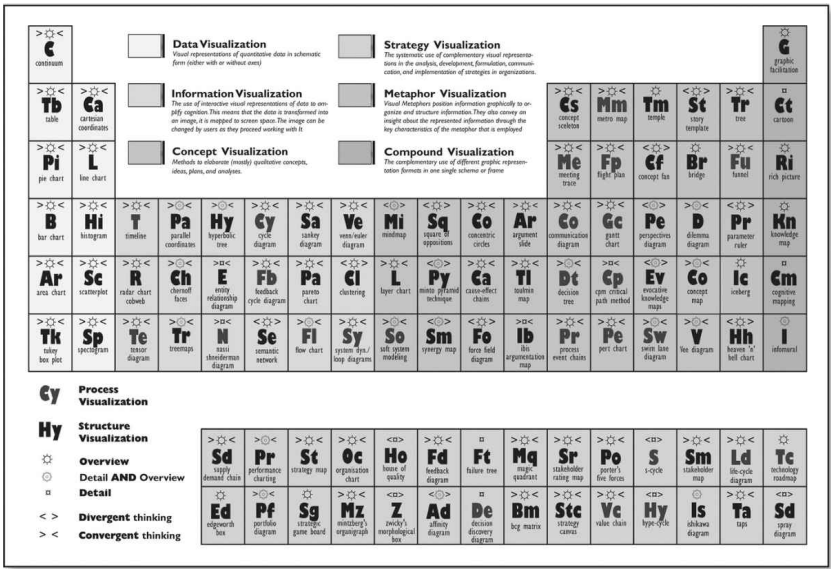 > ☼ <
C
continuum
Data Visualization
Visual representations of quantitative data in schematic
form (either with or without axes)
Strategy Visualization
The systematic use of complementary visual representa-
tions in the analysis, development, formulation, communi-
cation, and implementation of strategies in organizations.
☼
G
graphic
facilitation
Information Visualization
The use of interactive visual representations of data to am-
plify cognition. This means that the data is transformed into
an image, it is mapped to screen space. The image can be
changed by users as they proceed working with it
Metaphor Visualization
Visual Metaphors position information graphically to or-
ganize and structure information. They also convey an
insight about the represented information through the
key characteristics of the metaphor that is employed
Concept Visualization
Methods to elaborate (mostly) qualitative concepts,
ideas, plans, and analyses.
Compound Visualization
The complementary use of different graphic represen-
tation formats in one single schema or frame
Tb
table
Ca
cartesian
coordinates
Cs
concept
sceleton
Mm
metro map
Tm
temple
St
story
template
Tr
tree
Ct
cartoon
Pi
pie chart
L
line chart
Me
meeting
trace
Fp
flight plan
Cf
concept fan
Br
bridge
Fu
funnel
Ri
rich picture
B
bar chart
Hi
histogram
T
timeline
Pa
parallel
coordinates
Hy
hyperbolic
tree
Cy
cycle
diagram
Sa
sankey
diagram
Ve
venn/euler
diagram
Mi
mindmap
Sq
square of
oppositions
Co
concentric
circles
Ar
argument
slide
Co
communication
diagram
Gc
gantt
chart
Pe
perspectives
diagram
D
dilemma
diagram
Pr
parameter
ruler
Kn
knowledge
map
Ar
area chart
Sc
scatterplot
R
radar chart
cobweb
Ch
chernoff
faces
E
entity
relationship
diagram
Fb
feedback
cycle diagram
Pa
pareto
chart
Cl
clustering
L
layer chart
Py
minto pyramid
technique
Ca
cause-effect
chains
Tl
toulmin
map
Dt
decision
tree
Cp
cpm critical
path method
Ev
evocative
knowledge
maps
Co
concept
map
Ic
iceberg
Cm
cognitive
mapping
Tk
tukey
box plot
Sp
spectogram
Te
tensor
diagram
Tr
treemaps
N
nassi
shneiderman
diagram
Se
semantic
network
Fl
flow chart
Sy
system dyn./
loop diagrams
So
soft system
modeling
Sm
synergy map
Fo
force field
diagram
Ib
ibis
argumentation
map
Pr
process
event chains
Pe
pert chart
Sw
swim lane
diagram
V
Vee diagram
Hh
heaven 'n'
hell chart
I
infomural
Cy Process
Visualization
Hy Structure
Visualization
☼ Overview
Detail AND Overview
¤ Detail
< > Divergent thinking
> < Convergent thinking
Sd
supply
demand chain
Pr
performance
charting
St
strategy map
Oc
organisation
chart
Ho
house of
quality
Fd
feedback
diagram
Ft
failure tree
Mq
magic
quadrant
Sr
stakeholder
rating map
Po
porter's
five forces
S
s-cycle
Sm
stakeholder
map
Ld
life-cycle
diagram
Tc
technology
roadmap
Ed
edgeworth
box
Pf
portfolio
diagram
Sg
strategic
game board
Mz
mintzberg's
organigraph
Z
zwicky's
morphological
box
Ad
affinity
diagram
De
decision
discovery
diagram
Bm
bcg matrix
Stc
strategy
canvas
Vc
value chain
Hy
hype-cycle
Is
ishikawa
diagram
Ta
taps
Sd
spray
diagram